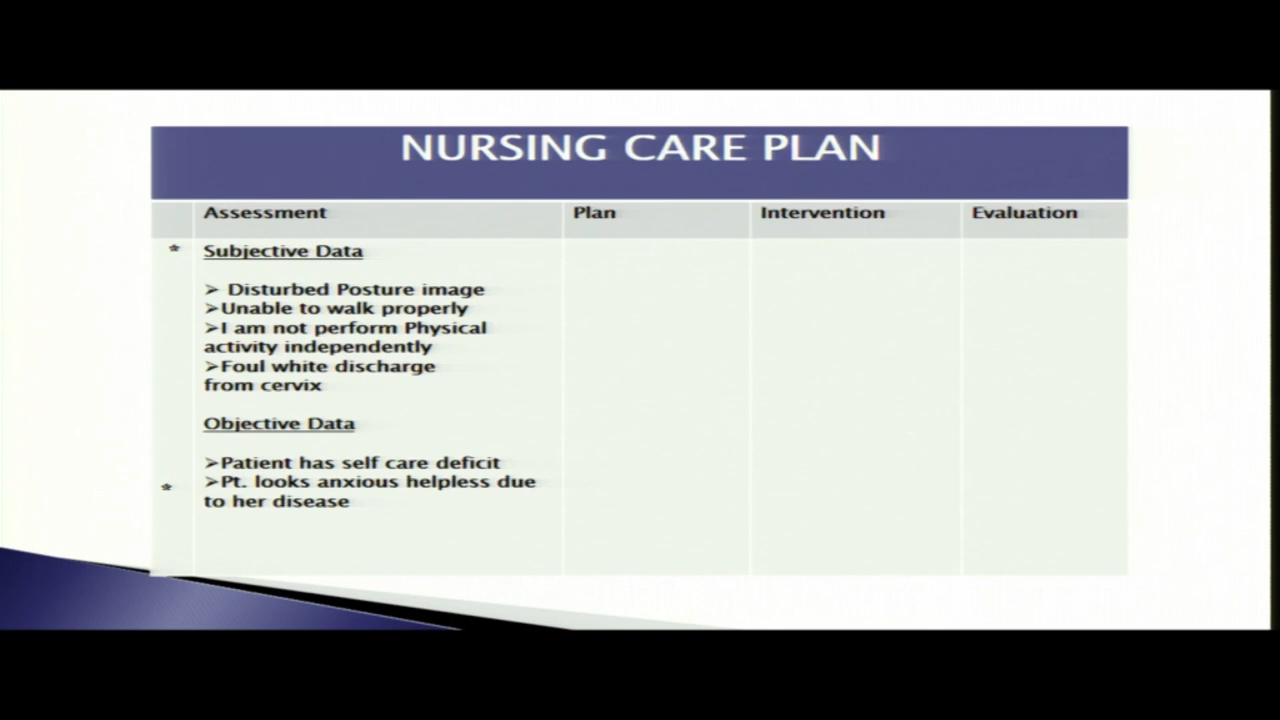 NURSING CARE PLAN
Assessment Plan Intervention Evaluation
* Subjective Data
➢ Disturbed Posture image
➢Unable to walk properly
➢I am not perform Physical
activity independently
➢Foul white discharge
from cervix
Objective Data
➢Patient has self care deficit
* ➢Pt. looks anxious helpless due
to her disease